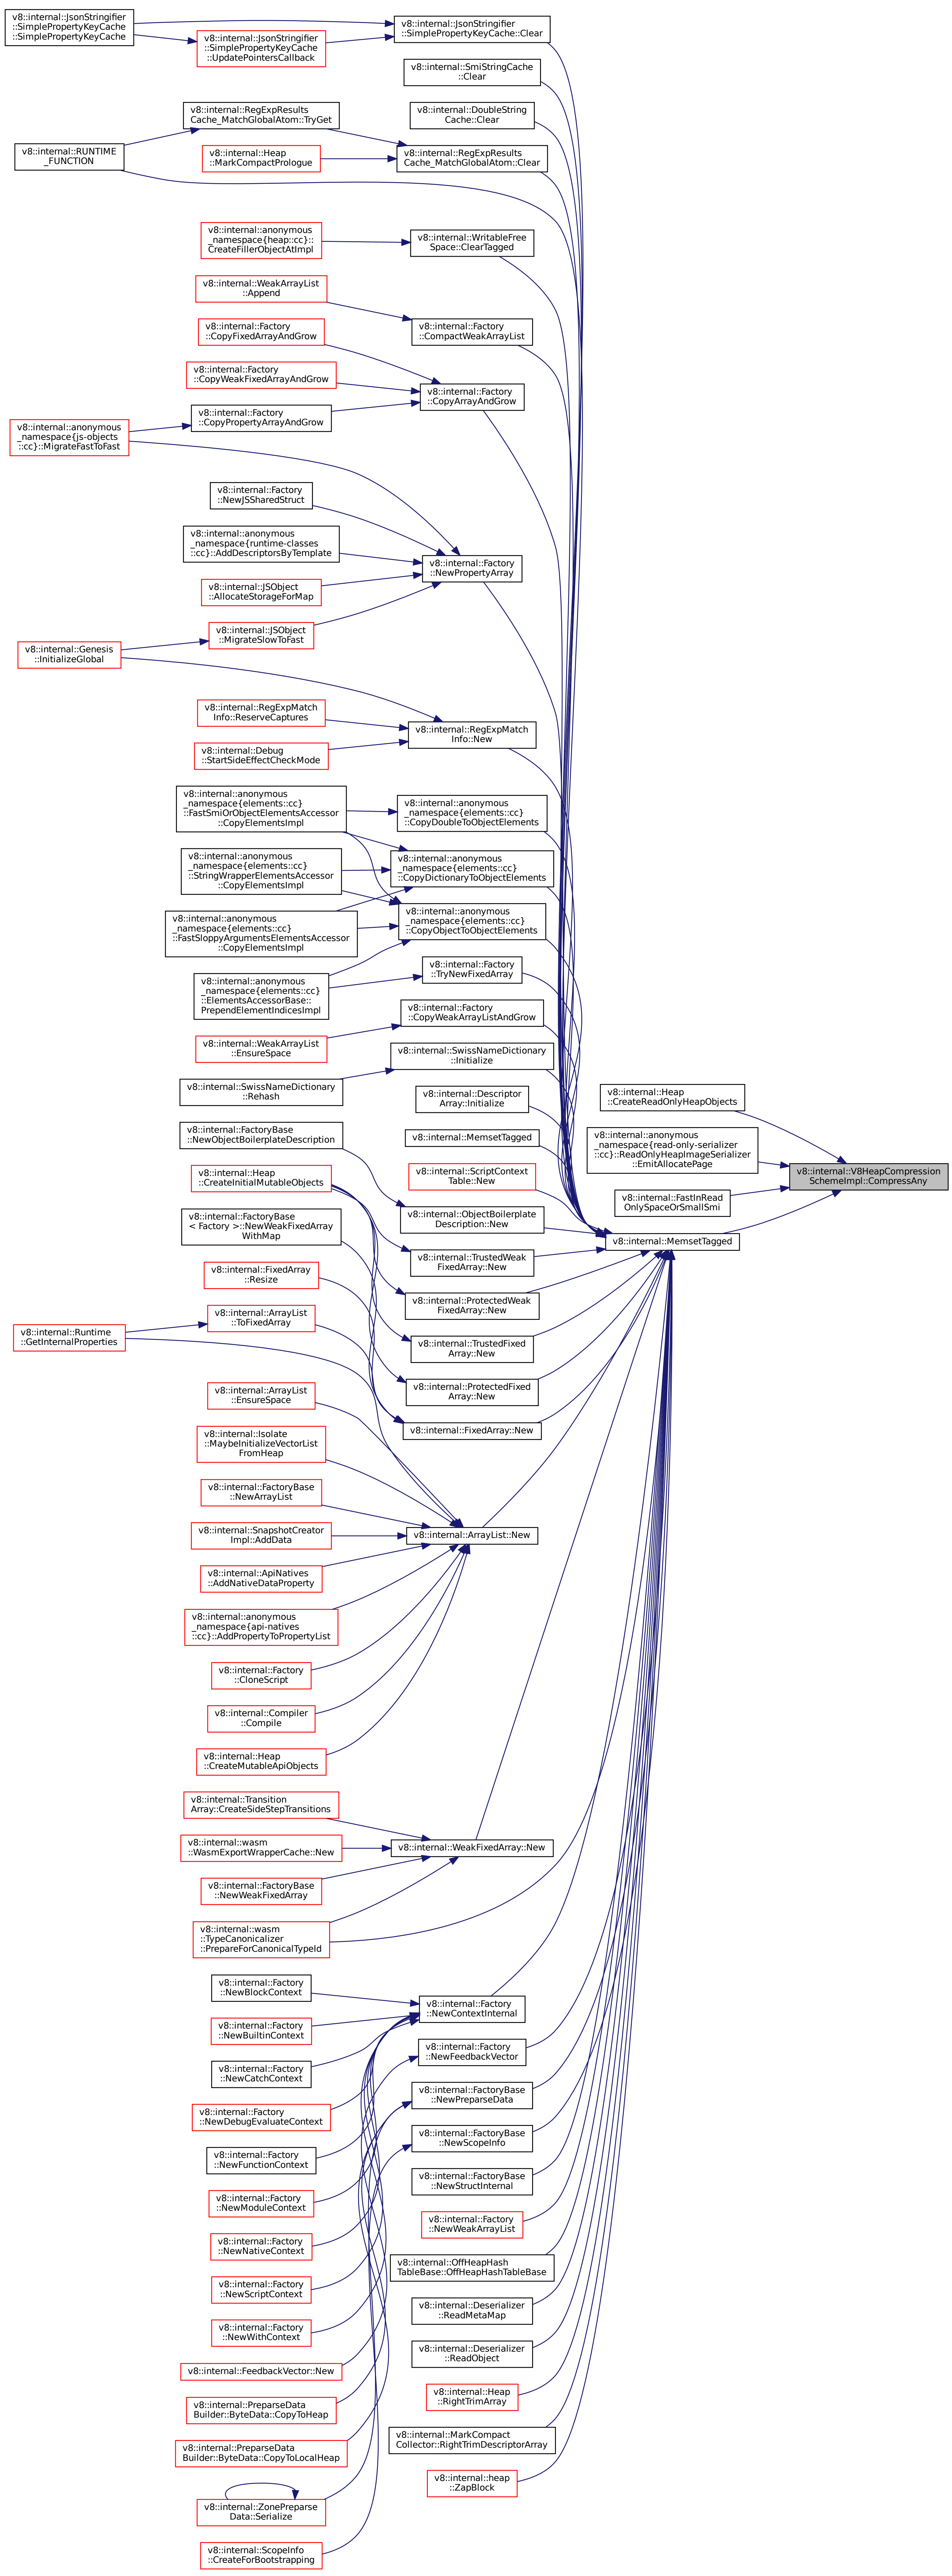 v8::internal::JsonStringifier
::SimplePropertyKeyCache
::SimplePropertyKeyCache
v8::internal::JsonStringifier
::SimplePropertyKeyCache
::UpdatePointersCallback
v8::internal::JsonStringifier
::SimplePropertyKeyCache::Clear
v8::internal::SmiStringCache
::Clear
v8::internal::RegExpResults
Cache_MatchGlobalAtom::TryGet
v8::internal::DoubleString
Cache::Clear
v8::internal::RUNTIME
_FUNCTION
v8::internal::Heap
::MarkCompactPrologue
v8::internal::RegExpResults
Cache_MatchGlobalAtom::Clear
v8::internal::anonymous
_namespace{heap::cc}::
CreateFillerObjectAtImpl
v8::internal::WritableFree
Space::ClearTagged
v8::internal::WeakArrayList
::Append
v8::internal::Factory
::CopyFixedArrayAndGrow
v8::internal::Factory
::CompactWeakArrayList
v8::internal::Factory
::CopyWeakFixedArrayAndGrow
v8::internal::Factory
::CopyArrayAndGrow
v8::internal::Factory
::CopyPropertyArrayAndGrow
v8::internal::anonymous
_namespace{js-objects
::cc}::MigrateFastToFast
v8::internal::Factory
::NewJSSharedStruct
v8::internal::anonymous
_namespace{runtime-classes
::cc}::AddDescriptorsByTemplate
v8::internal::Factory
::NewPropertyArray
v8::internal::JSObject
::AllocateStorageForMap
v8::internal::JSObject
::MigrateSlowToFast
v8::internal::Genesis
::InitializeGlobal
v8::internal::RegExpMatch
Info::ReserveCaptures
v8::internal::RegExpMatch
Info::New
v8::internal::Debug
::StartSideEffectCheckMode
v8::internal::anonymous
_namespace{elements::cc}
::FastSmiOrObjectElementsAccessor
::CopyElementsImpl
v8::internal::anonymous
_namespace{elements::cc}
::CopyDoubleToObjectElements
v8::internal::anonymous
_namespace{elements::cc}
::StringWrapperElementsAccessor
::CopyElementsImpl
v8::internal::anonymous
_namespace{elements::cc}
::CopyDictionaryToObjectElements
v8::internal::anonymous
_namespace{elements::cc}
::FastSloppyArgumentsElementsAccessor
::CopyElementsImpl
v8::internal::anonymous
_namespace{elements::cc}
::CopyObjectToObjectElements
v8::internal::anonymous
_namespace{elements::cc}
::ElementsAccessorBase::
PrependElementIndicesImpl
v8::internal::Factory
::TryNewFixedArray
v8::internal::Factory
::CopyWeakArrayListAndGrow
v8::internal::WeakArrayList
::EnsureSpace
v8::internal::SwissNameDictionary
::Initialize
v8::internal::SwissNameDictionary
::Rehash
v8::internal::Descriptor
Array::Initialize
v8::internal::Heap
::CreateReadOnlyHeapObjects
v8::internal::FactoryBase
::NewObjectBoilerplateDescription
v8::internal::MemsetTagged
v8::internal::anonymous
_namespace{read-only-serializer
::cc}::ReadOnlyHeapImageSerializer
::EmitAllocatePage
v8::internal::V8HeapCompression
SchemeImpl::CompressAny
v8::internal::Heap
::CreateInitialMutableObjects
v8::internal::ScriptContext
Table::New
v8::internal::FastInRead
OnlySpaceOrSmallSmi
v8::internal::FactoryBase
< Factory >::NewWeakFixedArray
WithMap
v8::internal::ObjectBoilerplate
Description::New
v8::internal::MemsetTagged
v8::internal::TrustedWeak
FixedArray::New
v8::internal::FixedArray
::Resize
v8::internal::ProtectedWeak
FixedArray::New
v8::internal::ArrayList
::ToFixedArray
v8::internal::Runtime
::GetInternalProperties
v8::internal::TrustedFixed
Array::New
v8::internal::ArrayList
::EnsureSpace
v8::internal::ProtectedFixed
Array::New
v8::internal::Isolate
::MaybeInitializeVectorList
FromHeap
v8::internal::FixedArray::New
v8::internal::FactoryBase
::NewArrayList
v8::internal::SnapshotCreator
Impl::AddData
v8::internal::ArrayList::New
v8::internal::ApiNatives
::AddNativeDataProperty
v8::internal::anonymous
_namespace{api-natives
::cc}::AddPropertyToPropertyList
v8::internal::Factory
::CloneScript
v8::internal::Compiler
::Compile
v8::internal::Heap
::CreateMutableApiObjects
v8::internal::Transition
Array::CreateSideStepTransitions
v8::internal::wasm
::WasmExportWrapperCache::New
v8::internal::WeakFixedArray::New
v8::internal::FactoryBase
::NewWeakFixedArray
v8::internal::wasm
::TypeCanonicalizer
::PrepareForCanonicalTypeId
v8::internal::Factory
::NewBlockContext
v8::internal::Factory
::NewContextInternal
v8::internal::Factory
::NewBuiltinContext
v8::internal::Factory
::NewFeedbackVector
v8::internal::Factory
::NewCatchContext
v8::internal::FactoryBase
::NewPreparseData
v8::internal::Factory
::NewDebugEvaluateContext
v8::internal::FactoryBase
::NewScopeInfo
v8::internal::Factory
::NewFunctionContext
v8::internal::FactoryBase
::NewStructInternal
v8::internal::Factory
::NewModuleContext
v8::internal::Factory
::NewWeakArrayList
v8::internal::Factory
::NewNativeContext
v8::internal::OffHeapHash
TableBase::OffHeapHashTableBase
v8::internal::Factory
::NewScriptContext
v8::internal::Deserializer
::ReadMetaMap
v8::internal::Factory
::NewWithContext
v8::internal::Deserializer
::ReadObject
v8::internal::FeedbackVector::New
v8::internal::Heap
::RightTrimArray
v8::internal::PreparseData
Builder::ByteData::CopyToHeap
v8::internal::MarkCompact
Collector::RightTrimDescriptorArray
v8::internal::PreparseData
Builder::ByteData::CopyToLocalHeap
v8::internal::heap
::ZapBlock
v8::internal::ZonePreparse
Data::Serialize
v8::internal::ScopeInfo
::CreateForBootstrapping